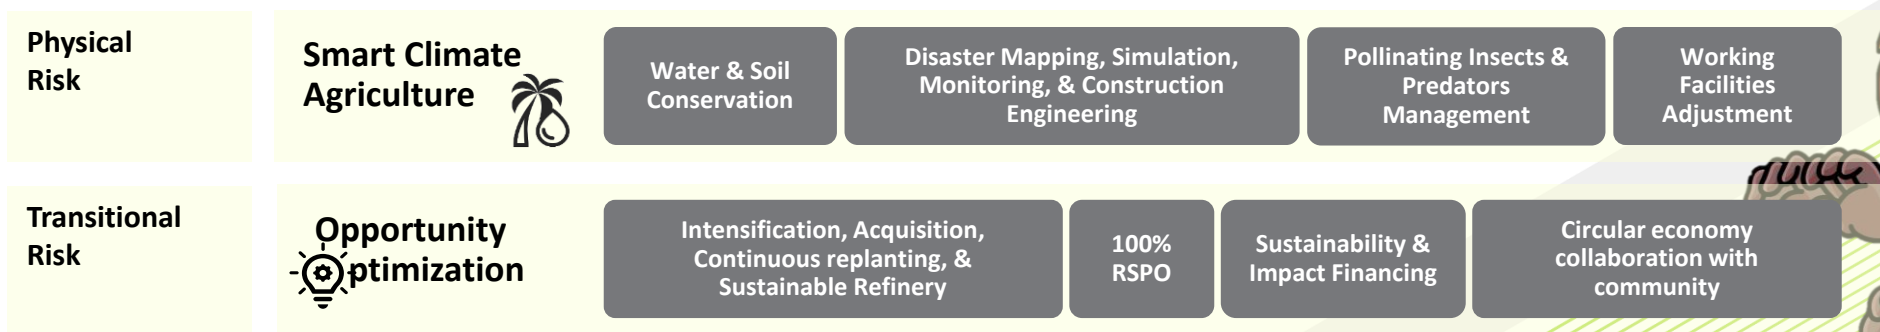 Physical
Risk
Smart Climate
Agriculture
Water & Soil
Conservation
Disaster Mapping, Simulation,
Monitoring, & Construction
Engineering
Pollinating Insects &
Predators
Management
Working
Facilities
Adjustment
Transitional
Risk
Opportunity
ptimization
Intensification, Acquisition,
Continuous replanting, &
Sustainable Refinery
100%
RSPO
Sustainability &
Impact Financing
Circular economy
collaboration with
community